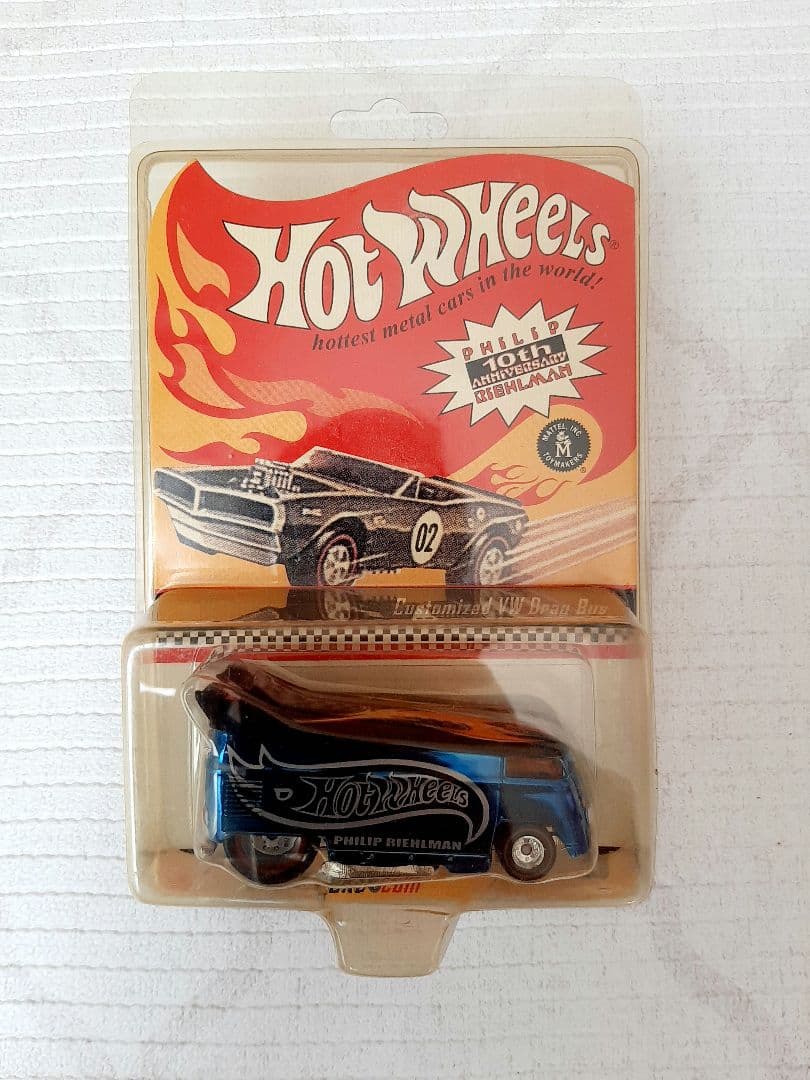 HOT WHEELS®
hottest metal cars in the world!
PHILIP
10th
ANNIVERSARY
RIEHLMAN
MATTEL, INC.
M
TOYMAKERS
®
02
Customized VW Drag Bus
HOT WHEELS
PHILIP RIEHLMAN